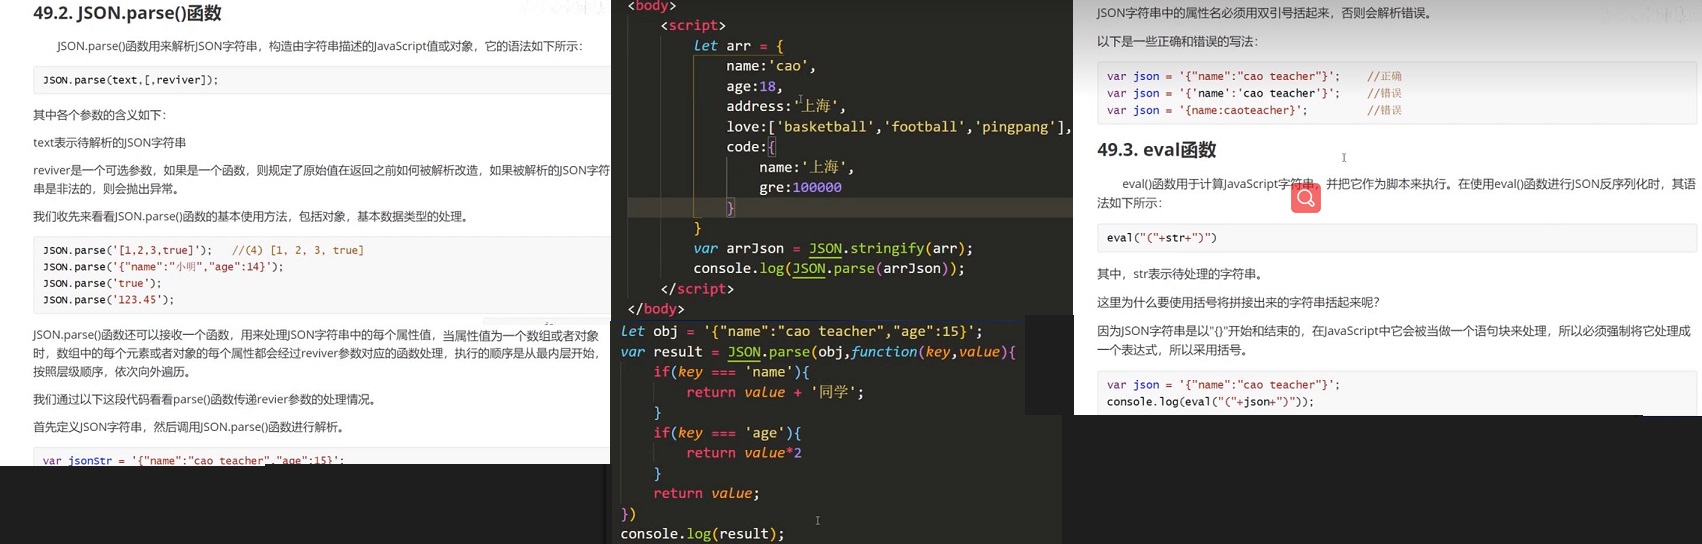 49.2. JSON.parse()函数
JSON.parse()函数用来解析JSON字符串，构造由字符串描述的JavaScript值或对象，它的语法如下所示：
JSON.parse(text,[,reviver]);
其中各个参数的含义如下：
text表示待解析的JSON字符串
reviver是一个可选参数，如果是一个函数，则规定了原始值在返回之前如何被解析改造，如果被解析的JSON字符
串是非法的，则会抛出异常。
我们收先来看看JSON.parse()函数的基本使用方法，包括对象，基本数据类型的处理。
JSON.parse('[1,2,3,true]');   //(4) [1, 2, 3, true]
JSON.parse('{"name":"小明","age":14}');
JSON.parse('true');
JSON.parse('123.45');
JSON.parse()函数还可以接收一个函数，用来处理JSON字符串中的每个属性值，当属性值为一个数组或者对象
时，数组中的每个元素或者对象的每个属性都会经过reviver参数对应的函数处理，执行的顺序是从最内层开始，
按照层级顺序，依次向外遍历。
我们通过以下这段代码看看parse()函数传递revier参数的处理情况。
首先定义JSON字符串，然后调用JSON.parse()函数进行解析。
var jsonStr = '{"name":"cao teacher","age":15}';
<body>
<script>
let arr = {
name:'cao',
age:18,
address:'上海',
love:['basketball','football','pingpang'],
code:{
name:'上海',
gre:100000
}
}
var arrJson = JSON.stringify(arr);
console.log(JSON.parse(arrJson));
</script>
</body>
let obj = '{"name":"cao teacher","age":15}';
var result = JSON.parse(obj,function(key,value){
if(key === 'name'){
return value + '同学';
}
if(key === 'age'){
return value*2
}
return value;
})
console.log(result);
JSON字符串中的属性名必须用双引号括起来，否则会解析错误。
以下是一些正确和错误的写法：
var json = '{"name":"cao teacher"}';    //正确
var json = '{'name':'cao teacher'}';    //错误
var json = '{name:caoteacher}';    //错误
49.3. eval函数
eval()函数用于计算JavaScript字符串，并把它作为脚本来执行。在使用eval()函数进行JSON反序列化时，其语
法如下所示：
eval("("+str+")")
其中，str表示待处理的字符串。
这里为什么要使用括号将拼接出来的字符串括起来呢？
因为JSON字符串是以"{}"开始和结束的，在JavaScript中它会被当做一个语句块来处理，所以必须强制将它处理成
一个表达式，所以采用括号。
var json = '{"name":"cao teacher"}';
console.log(eval("("+json+")"));